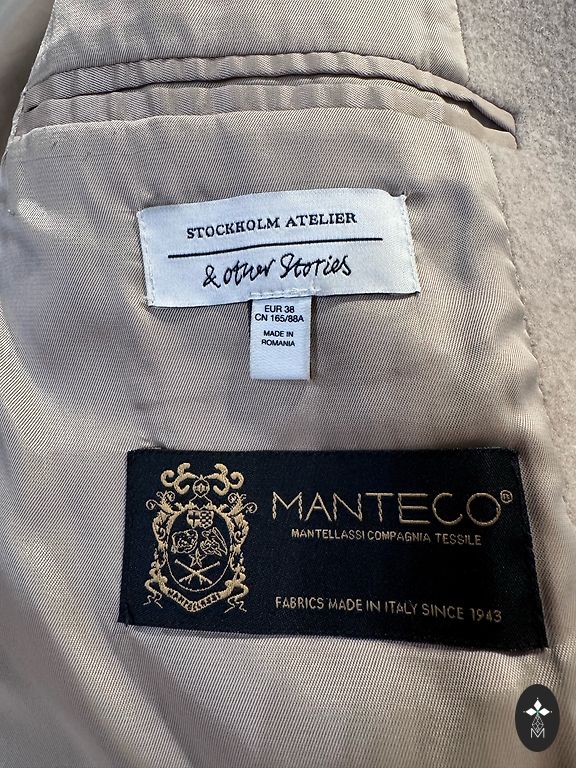 STOCKHOLM ATELIER
& Other Stories
EUR 38
CN 165/88A
MADE IN
ROMANIA
MANTECO®
MANTELLASSI COMPAGNIA TESSILE
MANTELLASSI
FABRICS MADE IN ITALY SINCE 1943
M